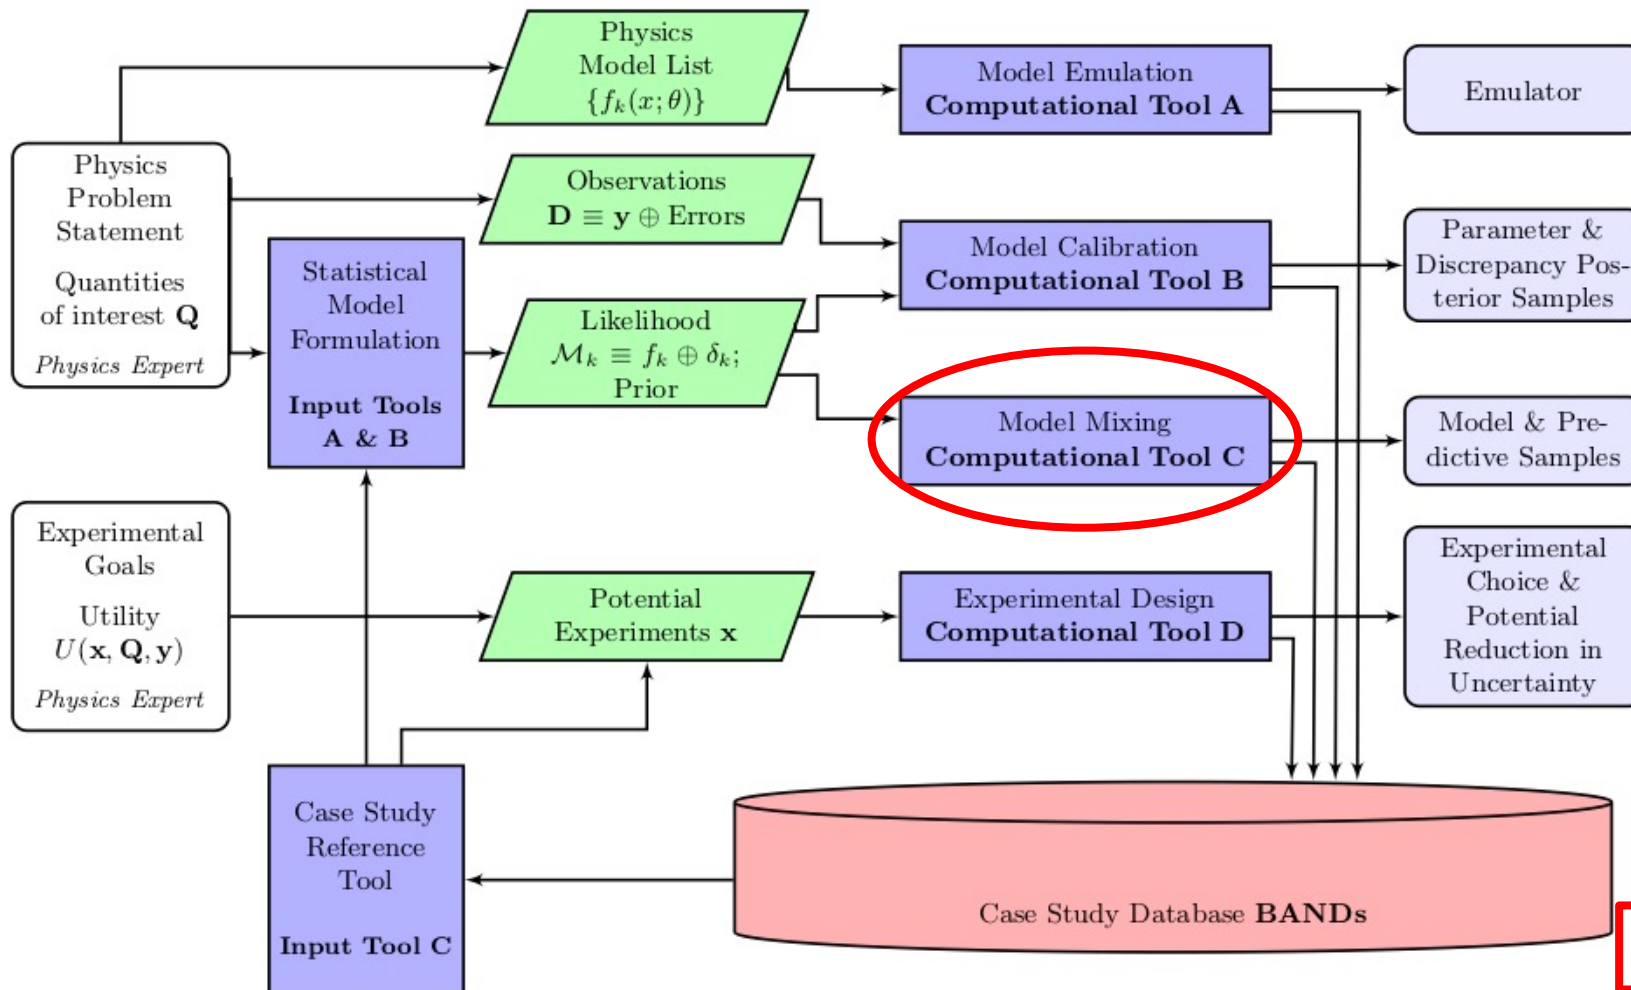 Physics
Model List
{f_k(x; θ)}
Model Emulation
Computational Tool A
Emulator
Physics
Problem
Statement
Quantities
of interest Q
Physics Expert
Observations
D ≡ y ⊕ Errors
Statistical
Model
Formulation
Input Tools
A & B
Likelihood
ℳ_k ≡ f_k ⊕ δ_k;
Prior
Model Calibration
Computational Tool B
Parameter &
Discrepancy Pos-
terior Samples
Model Mixing
Computational Tool C
Model & Pre-
dictive Samples
Experimental
Goals
Utility
U(x, Q, y)
Physics Expert
Potential
Experiments x
Experimental Design
Computational Tool D
Experimental
Choice &
Potential
Reduction in
Uncertainty
Case Study
Reference
Tool
Input Tool C
Case Study Database BANDs